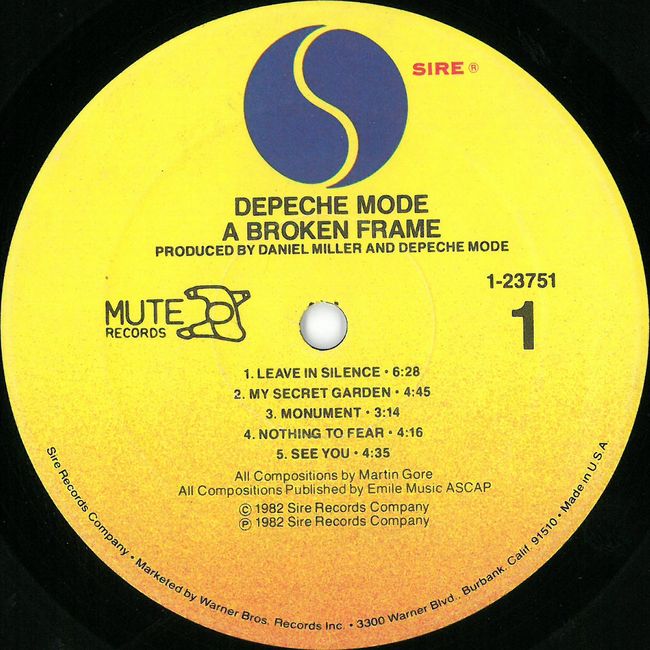 SIRE ®
DEPECHE MODE
A BROKEN FRAME
PRODUCED BY DANIEL MILLER AND DEPECHE MODE
1-23751
1
MUTE
RECORDS
1. LEAVE IN SILENCE • 6:28
2. MY SECRET GARDEN • 4:45
3. MONUMENT • 3:14
4. NOTHING TO FEAR • 4:16
5. SEE YOU • 4:35
All Compositions by Martin Gore
All Compositions Published by Emile Music ASCAP
© 1982 Sire Records Company
℗ 1982 Sire Records Company
Sire Records Company • Marketed by Warner Bros. Records Inc. • 3300 Warner Blvd., Burbank, Calif. 91510 • Made in U.S.A.